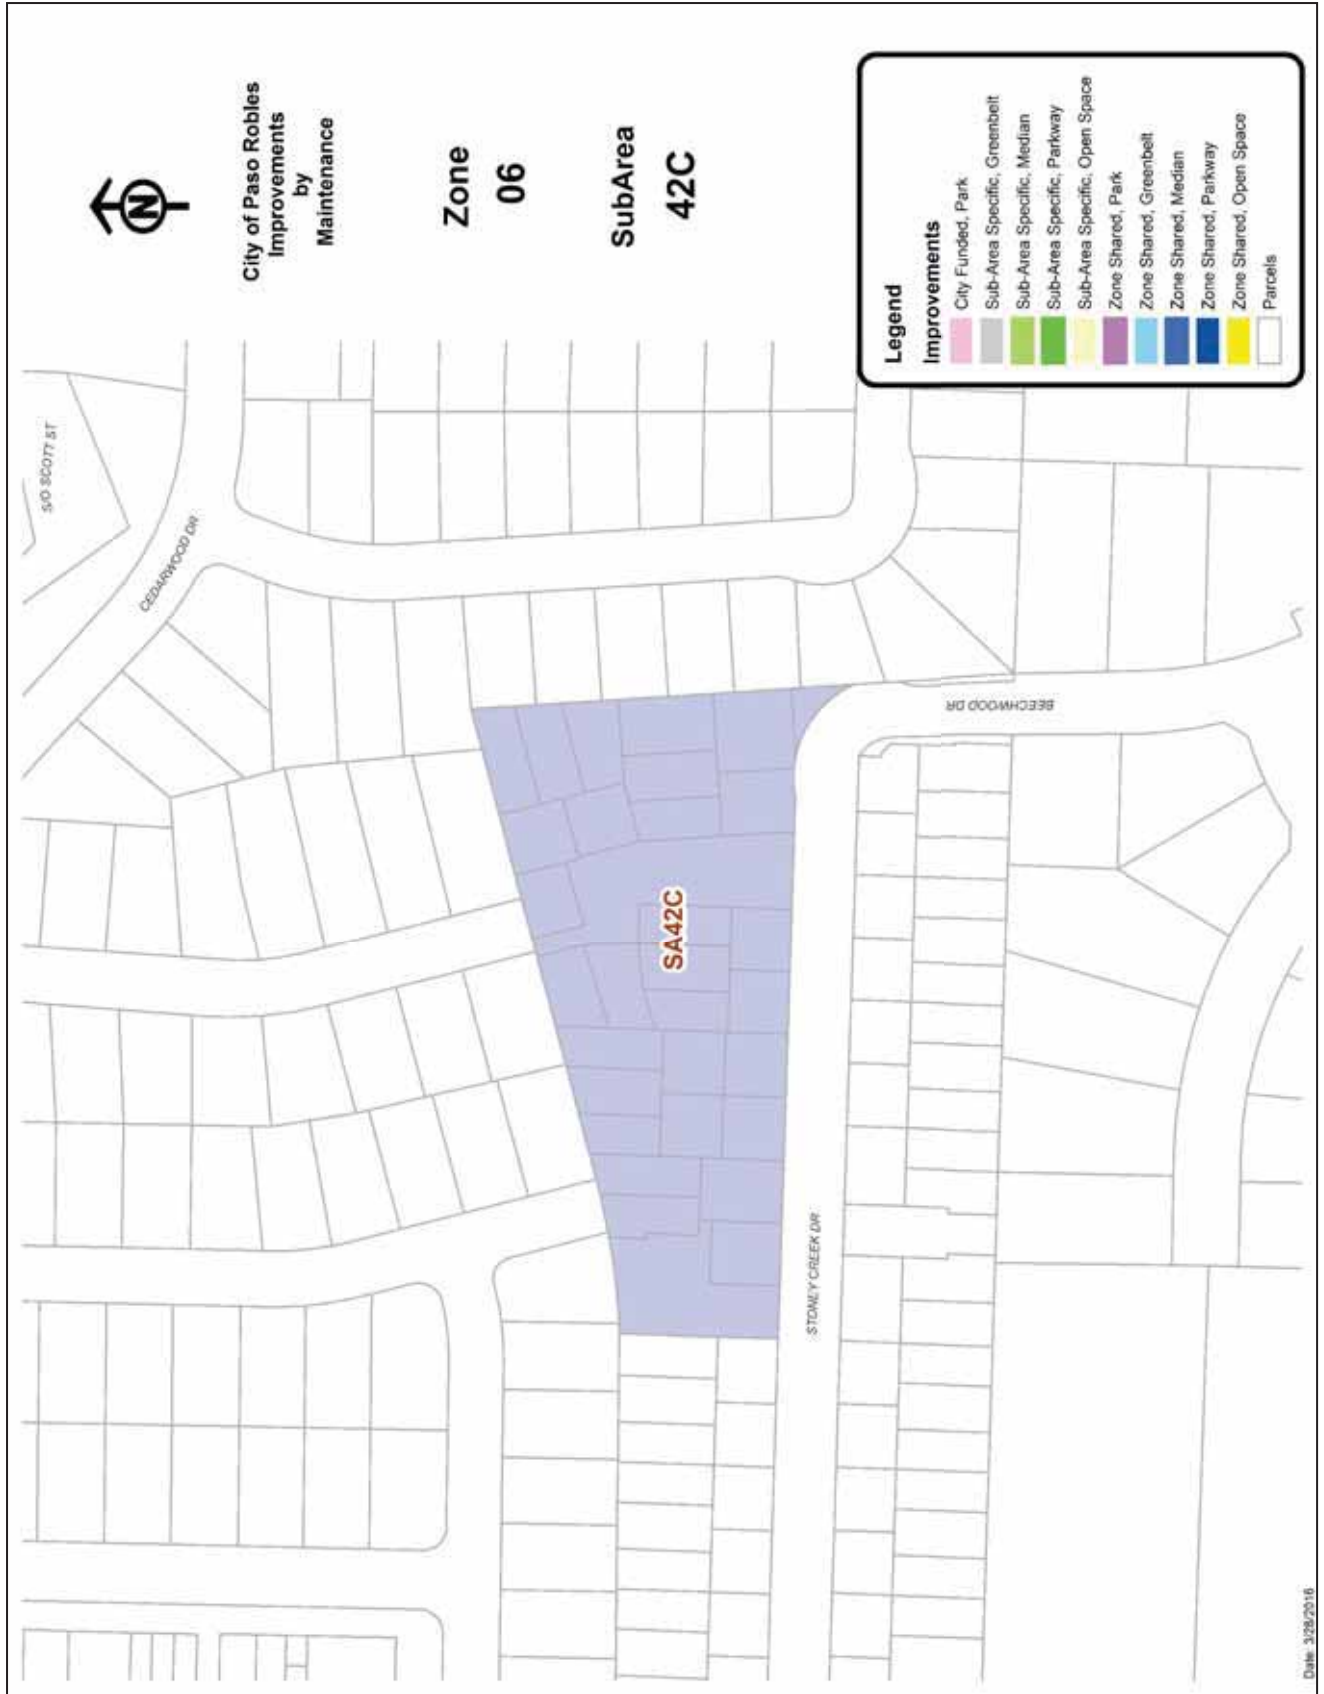 N
City of Paso Robles
Improvements
by
Maintenance
Zone
06
SubArea
42C
Legend
Improvements
City Funded, Park
Sub-Area Specific, Greenbelt
Sub-Area Specific, Median
Sub-Area Specific, Parkway
Sub-Area Specific, Open Space
Zone Shared, Park
Zone Shared, Greenbelt
Zone Shared, Median
Zone Shared, Parkway
Zone Shared, Open Space
Parcels
S/O SCOTT ST
CEDARWOOD DR
BEECHWOOD DR
SA42C
STONEY CREEK DR
Date: 3/28/2016